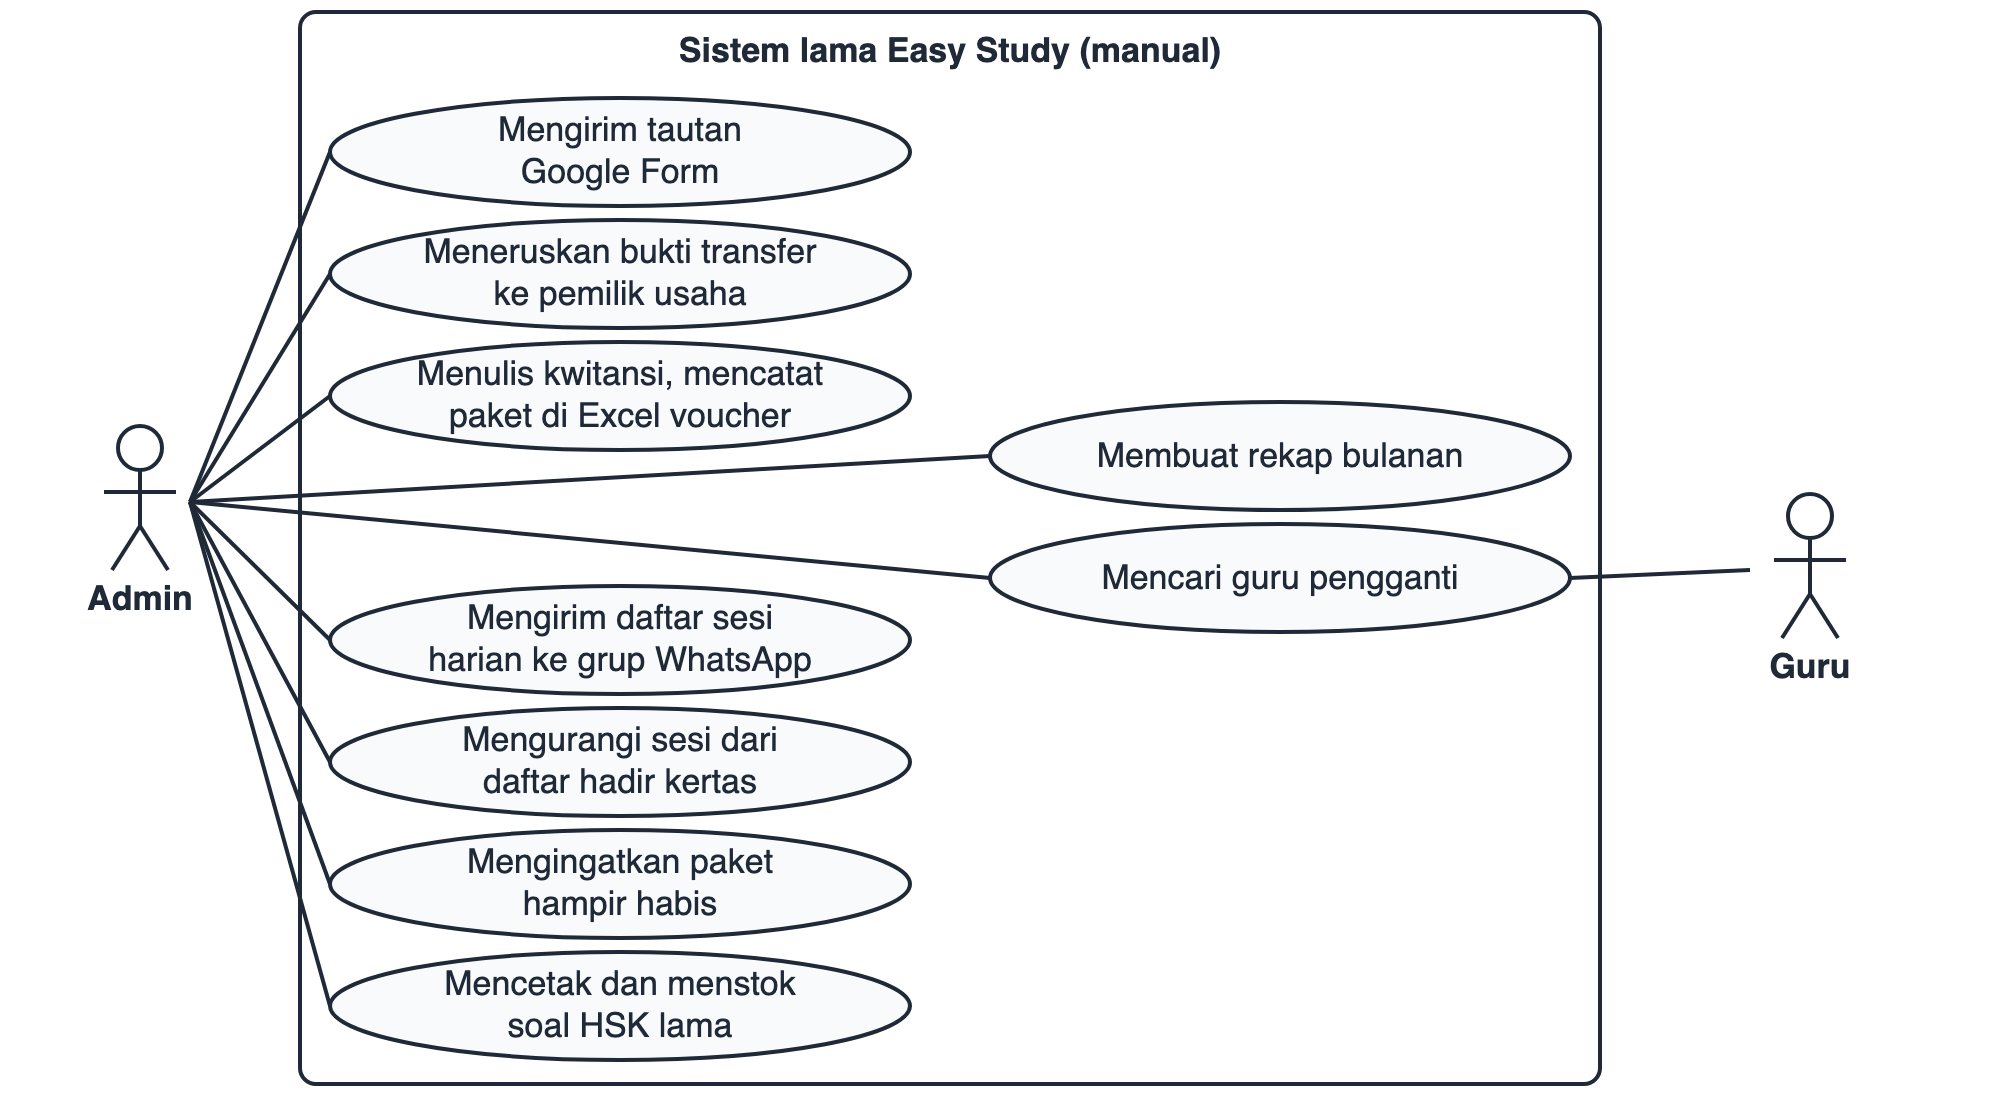 Sistem lama Easy Study (manual)
Mengirim tautan
Google Form
Meneruskan bukti transfer
ke pemilik usaha
Menulis kwitansi, mencatat
paket di Excel voucher
Membuat rekap bulanan
Mencari guru pengganti
Admin
Guru
Mengirim daftar sesi
harian ke grup WhatsApp
Mengurangi sesi dari
daftar hadir kertas
Mengingatkan paket
hampir habis
Mencetak dan menstok
soal HSK lama